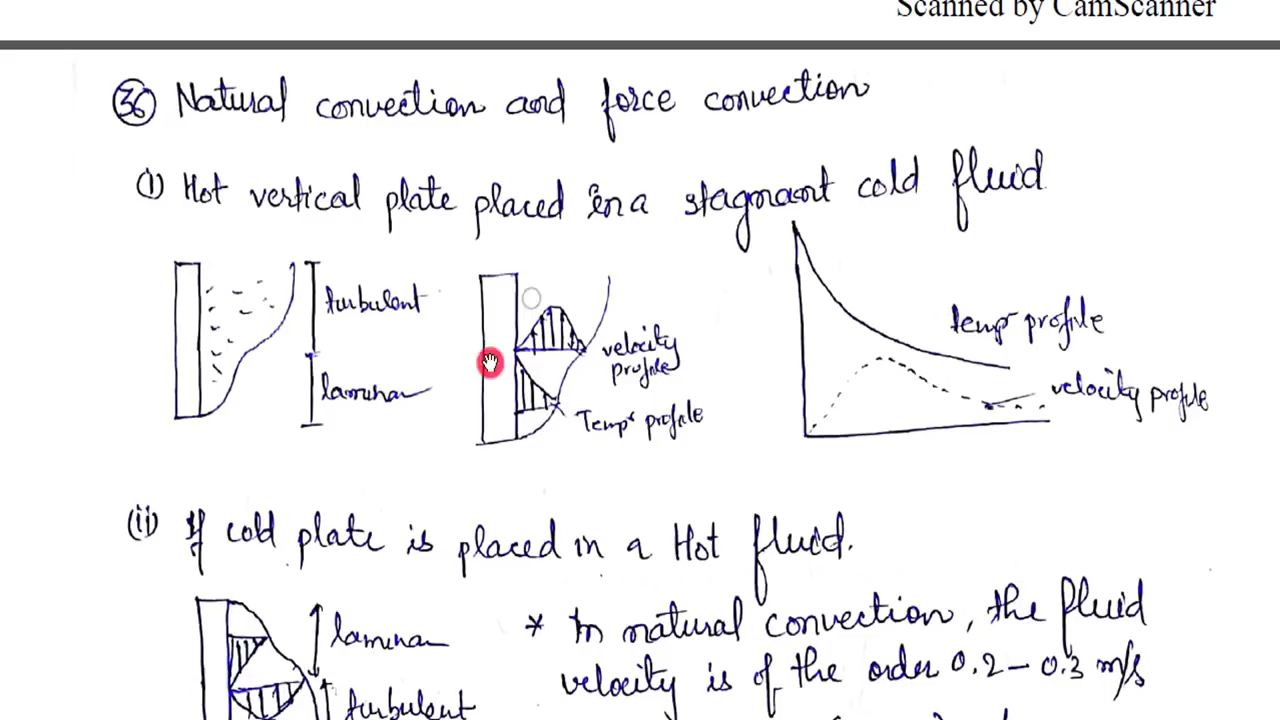 Scanned by CamScanner
36 Natural convection and force convection
(i) Hot vertical plate placed in a stagnant cold fluid
turbulent
laminar
velocity
profile
Temp^r profile
temp^r profile
velocity profile
(ii) If cold plate is placed in a Hot fluid.
laminar
turbulent
* In natural convection, the fluid
velocity is of the order 0.2 – 0.3 m/s